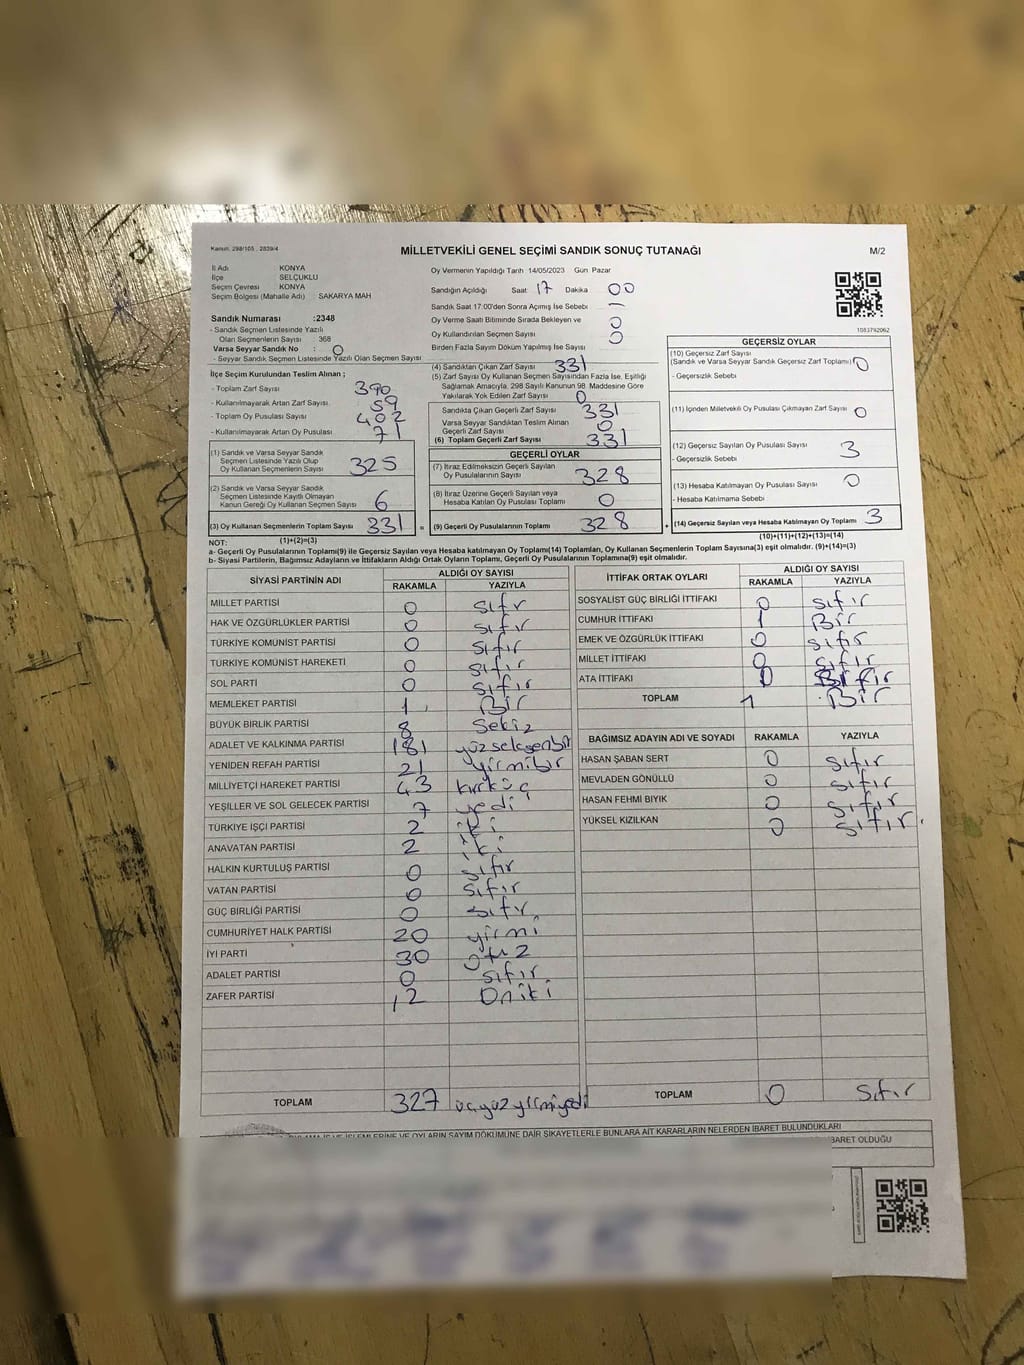 Kanun: 298/105 , 2839/4
MİLLETVEKİLİ GENEL SEÇİMİ SANDIK SONUÇ TUTANAĞI
M/2
İl Adı KONYA
İlçe SELÇUKLU
Seçim Çevresi KONYA
Seçim Bölgesi (Mahalle Adı) : SAKARYA MAH
Sandık Numarası :2348
- Sandık Seçmen Listesinde Yazılı
Olan Seçmenlerin Sayısı : 368
Varsa Seyyar Sandık No : 0
- Seyyar Sandık Seçmen Listesinde Yazılı Olan Seçmen Sayısı
İlçe Seçim Kurulundan Teslim Alınan ;
- Toplam Zarf Sayısı 390
- Kullanılmayarak Artan Zarf Sayısı 59
- Toplam Oy Pusulası Sayısı 402
- Kullanılmayarak Artan Oy Pusulası 71
(1) Sandık ve Varsa Seyyar Sandık
Seçmen Listesinde Yazılı Olup
Oy Kullanan Seçmenlerin Sayısı 325
(2) Sandık ve Varsa Seyyar Sandık
Seçmen Listesinde Kayıtlı Olmayan
Kanun Gereği Oy Kullanan Seçmen Sayısı 6
(3) Oy Kullanan Seçmenlerin Toplam Sayısı 331 =
(1)+(2)=(3)
Oy Vermenin Yapıldığı Tarih 14/05/2023 Gün Pazar
Sandığın Açıldığı Saat: 17 Dakika 00
Sandık Saat 17:00'den Sonra Açımış İse Sebebi —
Oy Verme Saati Bitiminde Sırada Bekleyen ve 0
Oy Kullandırılan Seçmen Sayısı 0
Birden Fazla Sayım Döküm Yapılmış İse Sayısı
(4) Sandıktan Çıkan Zarf Sayısı 331
(5) Zarf Sayısı Oy Kullanan Seçmen Sayısından Fazla İse, Eşitliği
Sağlamak Amacıyla, 298 Sayılı Kanunun 98. Maddesine Göre
Yakılarak Yok Edilen Zarf Sayısı 0
Sandıkta Çıkan Geçerli Zarf Sayısı 331
Varsa Seyyar Sandıktan Teslim Alınan
Geçerli Zarf Sayısı 0
(6) Toplam Geçerli Zarf Sayısı 331
GEÇERLİ OYLAR
(7) İtiraz Edilmeksizin Geçerli Sayılan
Oy Pusulalarının Sayısı 328
(8) İtiraz Üzerine Geçerli Sayılan veya
Hesaba Katılan Oy Pusulası Toplamı 0
(9) Geçerli Oy Pusulalarının Toplamı 328 +
1083792062
GEÇERSİZ OYLAR
(10) Geçersiz Zarf Sayısı
(Sandık ve Varsa Seyyar Sandık Geçersiz Zarf Toplamı) 0
- Geçersizlik Sebebi
(11) İçinden Milletvekili Oy Pusulası Çıkmayan Zarf Sayısı 0
(12) Geçersiz Sayılan Oy Pusulası Sayısı 3
- Geçersizlik Sebebi
(13) Hesaba Katılmayan Oy Pusulası Sayısı 0
- Hesaba Katılmama Sebebi
(14) Geçersiz Sayılan veya Hesaba Katılmayan Oy Toplamı 3
(10)+(11)+(12)+(13)=(14)
NOT:
a- Geçerli Oy Pusulalarının Toplamı(9) ile Geçersiz Sayılan veya Hesaba katılmayan Oy Toplamı(14) Toplamları, Oy Kullanan Seçmenlerin Toplam Sayısına(3) eşit olmalıdır. (9)+(14)=(3)
b- Siyasi Partilerin, Bağımsız Adayların ve İttifakların Aldığı Ortak Oyların Toplamı, Geçerli Oy Pusulalarının Toplamına(9) eşit olmalıdır.
SİYASİ PARTİNİN ADI ALDIĞI OY SAYISI
RAKAMLA YAZIYLA
MİLLET PARTİSİ 0 sıfır
HAK VE ÖZGÜRLÜKLER PARTİSİ 0 sıfır
TÜRKİYE KOMÜNİST PARTİSİ 0 sıfır
TÜRKİYE KOMÜNİST HAREKETİ 0 sıfır
SOL PARTİ 0 sıfır
MEMLEKET PARTİSİ 1 Bir
BÜYÜK BİRLİK PARTİSİ 8 Sekiz
ADALET VE KALKINMA PARTİSİ 181 yüzseksenbir
YENİDEN REFAH PARTİSİ 21 yirmibir
MİLLİYETÇİ HAREKET PARTİSİ 43 kırküç
YEŞİLLER VE SOL GELECEK PARTİSİ 7 yedi
TÜRKİYE İŞÇİ PARTİSİ 2 iki
ANAVATAN PARTİSİ 2 iki
HALKIN KURTULUŞ PARTİSİ 0 sıfır
VATAN PARTİSİ 0 sıfır
GÜÇ BİRLİĞİ PARTİSİ 0 sıfır
CUMHURİYET HALK PARTİSİ 20 yirmi
İYİ PARTİ 30 otuz
ADALET PARTİSİ 0 sıfır
ZAFER PARTİSİ 12 Oniki
TOPLAM 327 üçyüzyirmiyedi
İTTİFAK ORTAK OYLARI ALDIĞI OY SAYISI
RAKAMLA YAZIYLA
SOSYALİST GÜÇ BİRLİĞİ İTTİFAKI 0 sıfır
CUMHUR İTTİFAKI 1 Bir
EMEK VE ÖZGÜRLÜK İTTİFAKI 0 sıfır
MİLLET İTTİFAKI 0 sıfır
ATA İTTİFAKI
TOPLAM 1 Bir
BAĞIMSIZ ADAYIN ADI VE SOYADI RAKAMLA YAZIYLA
HASAN ŞABAN SERT 0 sıfır
MEVLADEN GÖNÜLLÜ 0 sıfır
HASAN FEHMİ BIYIK 0 sıfır
YÜKSEL KIZILKAN 0 sıfır
TOPLAM 0 sıfır
VE OYLARIN SAYIM DÖKÜMÜNE DAİR ŞİKAYETLERLE BUNLARA AİT KARARLARIN NELERDEN İBARET BULUNDUKLARI
İBARET OLDUĞU